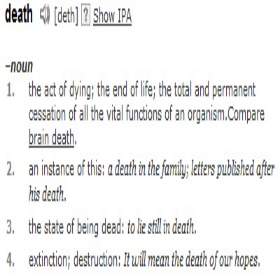 death [deth] ? Show IPA
–noun
1. the act of dying; the end of life; the total and permanent
cessation of all the vital functions of an organism.Compare
brain death.
2. an instance of this: a death in the family; letters published after
his death.
3. the state of being dead: to lie still in death.
4. extinction; destruction: It will mean the death of our hopes.